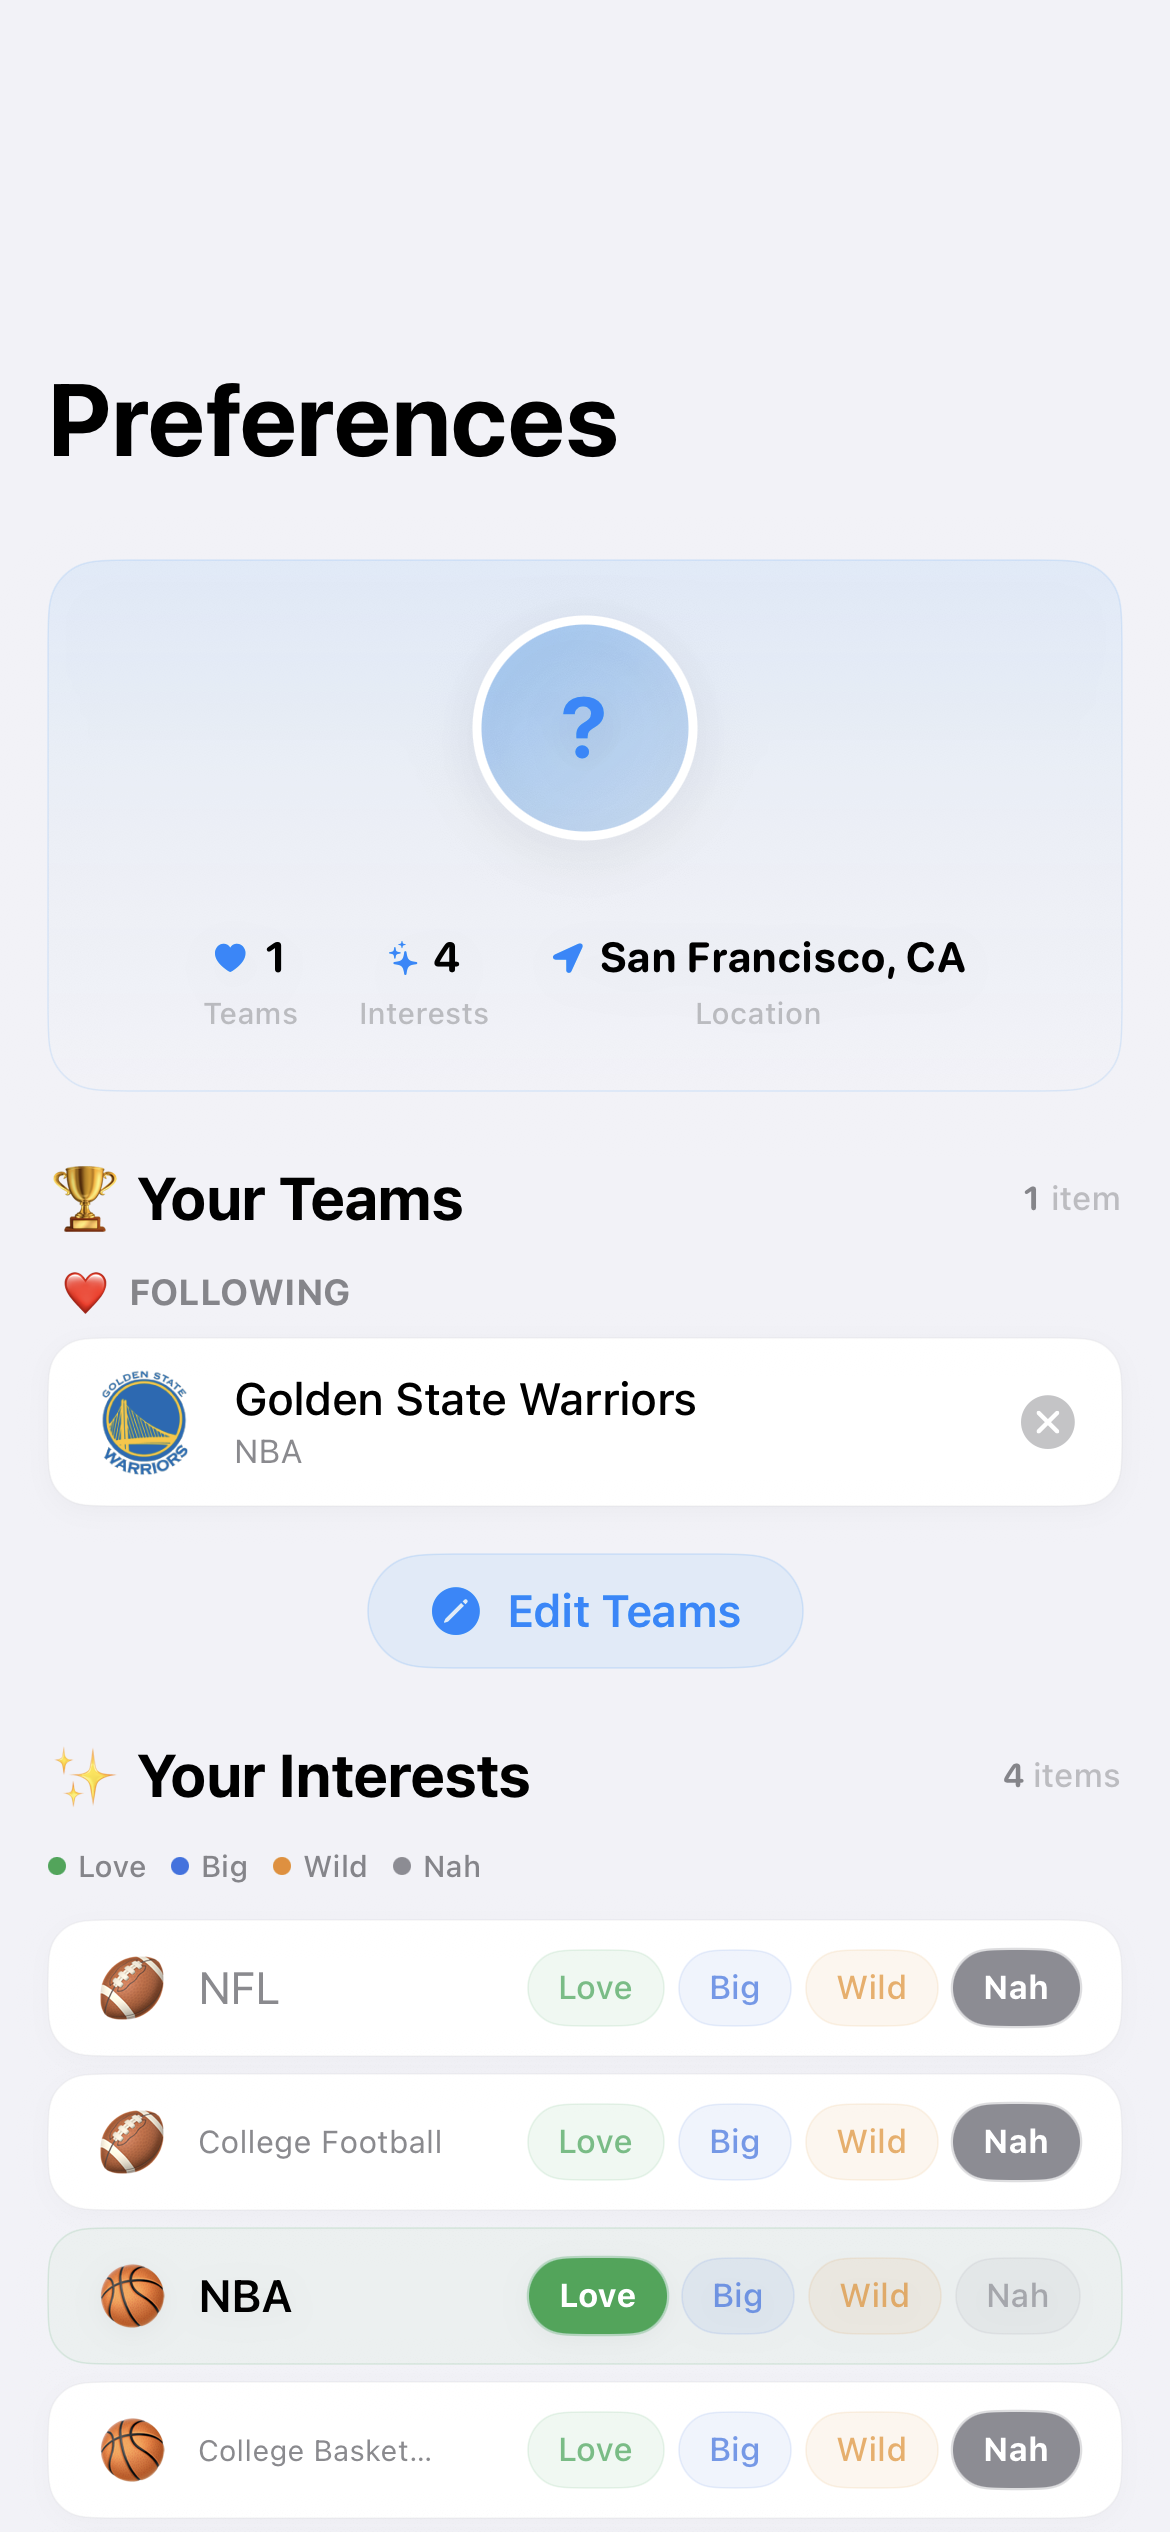 Preferences
?
1
Teams
4
Interests
San Francisco, CA
Location
Your Teams
1 item
FOLLOWING
GOLDEN STATE
WARRIORS
Golden State Warriors
NBA
Edit Teams
Your Interests
4 items
Love Big Wild Nah
NFL Love Big Wild Nah
College Football Love Big Wild Nah
NBA Love Big Wild Nah
College Basket... Love Big Wild Nah